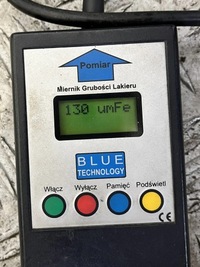 Pomiar
Miernik Grubości Lakieru
130 umFe
BLUE
TECHNOLOGY
Włącz Wyłącz Pamięć Podświetl
CE